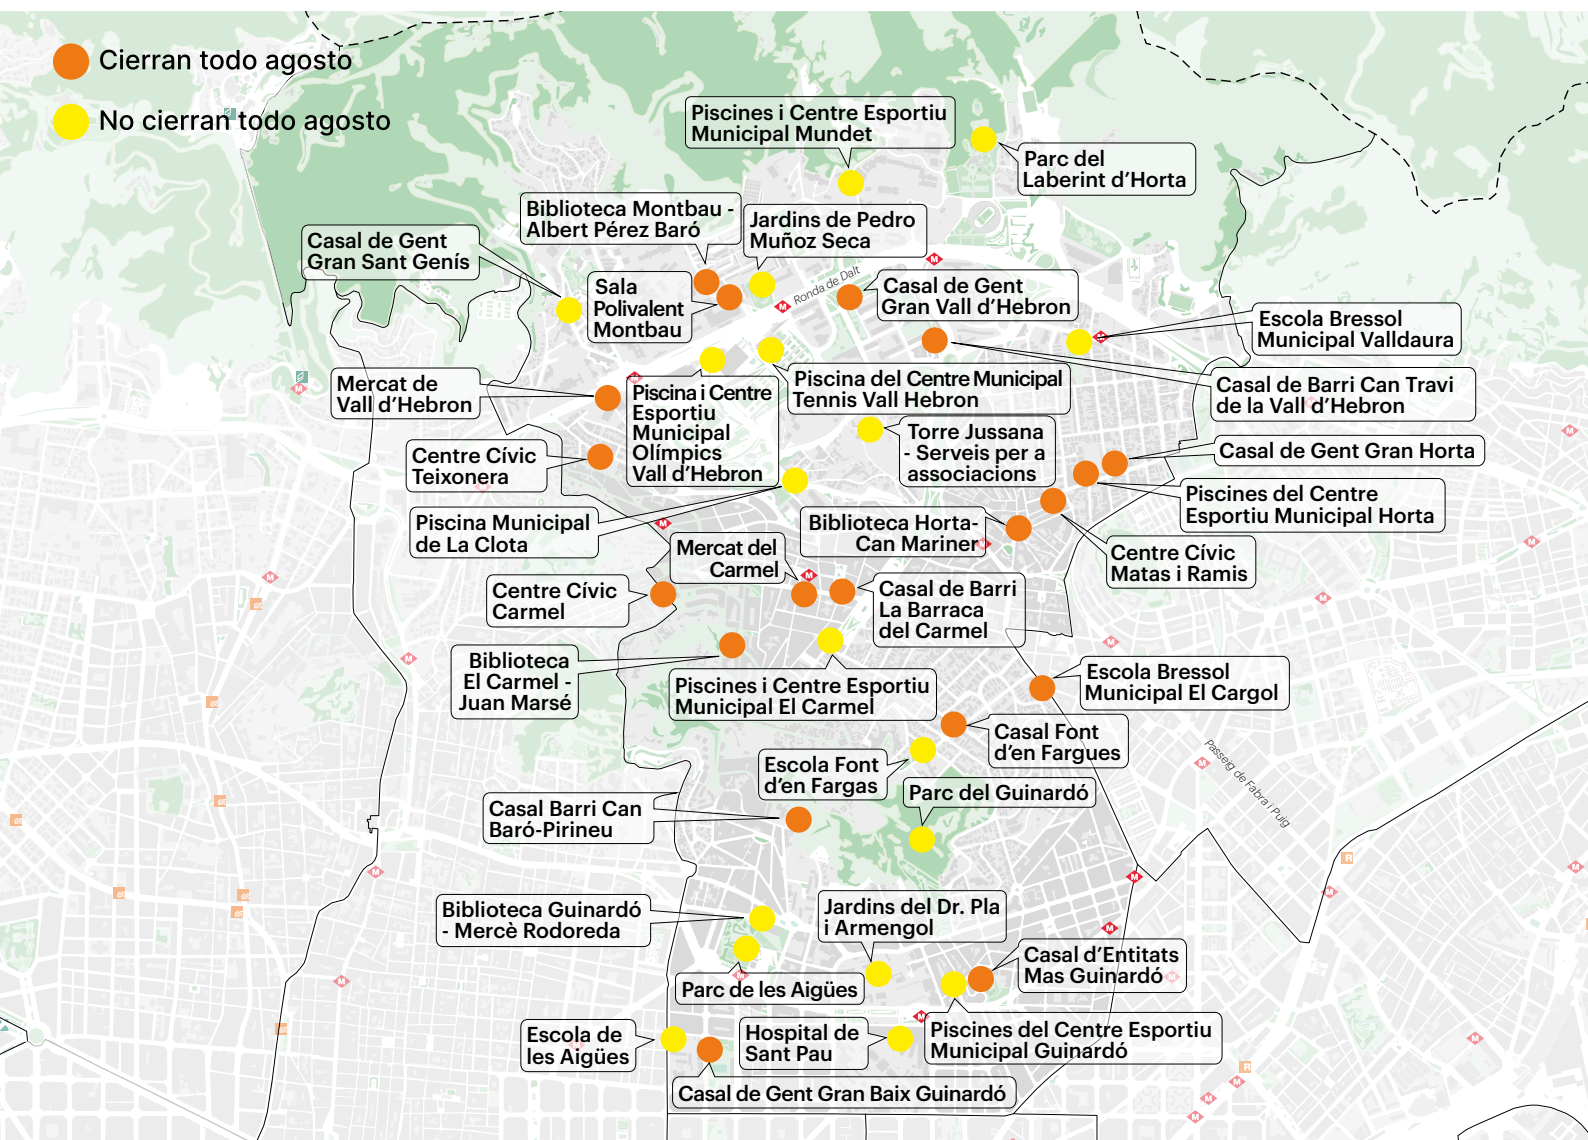 Cierran todo agosto
No cierran todo agosto
Piscines i Centre Esportiu
Municipal Mundet
Parc del
Laberint d'Horta
Biblioteca Montbau -
Albert Pérez Baró
Jardins de Pedro
Muñoz Seca
Casal de Gent
Gran Sant Genís
Sala
Polivalent
Montbau
Ronda de Dalt
Casal de Gent
Gran Vall d'Hebron
Escola Bressol
Municipal Valldaura
Mercat de
Vall d'Hebron
Piscina i Centre
Esportiu
Municipal
Olímpics
Vall d'Hebron
Piscina del Centre Municipal
Tennis Vall Hebron
Casal de Barri Can Travi
de la Vall d'Hebron
Centre Cívic
Teixonera
Torre Jussana
- Serveis per a
associacions
Casal de Gent Gran Horta
Piscines del Centre
Esportiu Municipal Horta
Piscina Municipal
de La Clota
Biblioteca Horta-
Can Mariner
Centre Cívic
Matas i Ramis
Mercat del
Carmel
Centre Cívic
Carmel
Casal de Barri
La Barraca
del Carmel
Biblioteca
El Carmel -
Juan Marsé
Piscines i Centre Esportiu
Municipal El Carmel
Escola Bressol
Municipal El Cargol
Casal Font
d'en Fargues
Escola Font
d'en Fargas
Passeig de Fabra i Puig
Parc del Guinardó
Casal Barri Can
Baró-Pirineu
Biblioteca Guinardó
- Mercè Rodoreda
Jardins del Dr. Pla
i Armengol
Casal d'Entitats
Mas Guinardó
Parc de les Aigües
Escola de
les Aigües
Hospital de
Sant Pau
Piscines del Centre Esportiu
Municipal Guinardó
Casal de Gent Gran Baix Guinardó